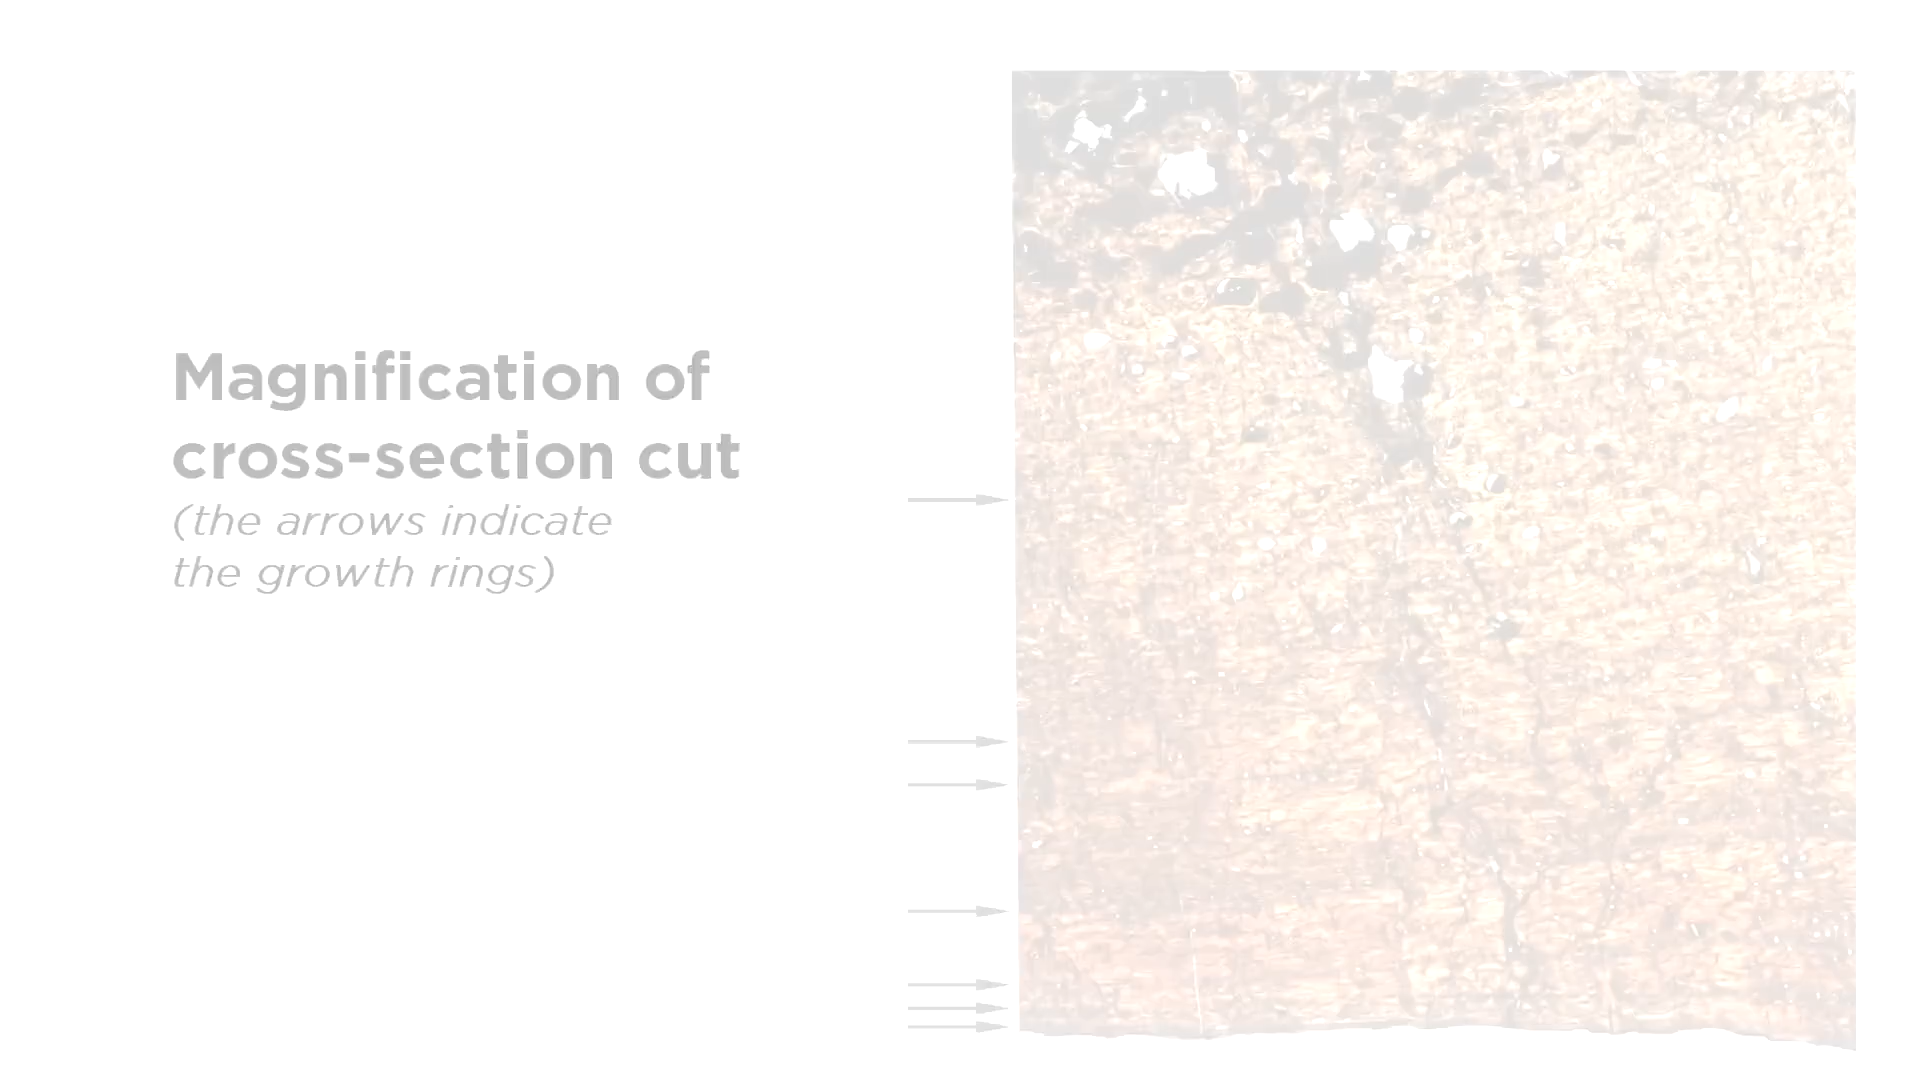 Magnification of
cross-section cut
(the arrows indicate
the growth rings)